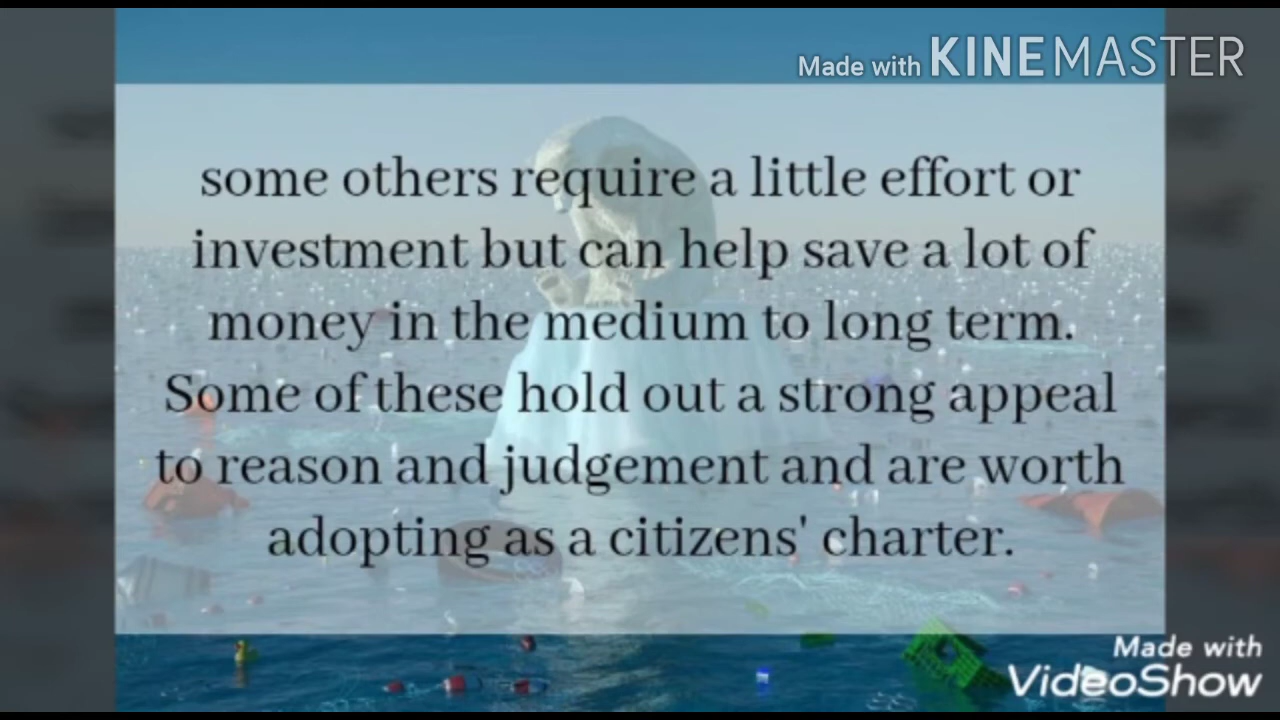 Made with KINEMASTER
some others require a little effort or
investment but can help save a lot of
money in the medium to long term.
Some of these hold out a strong appeal
to reason and judgement and are worth
adopting as a citizens' charter.
Made with
VideoShow